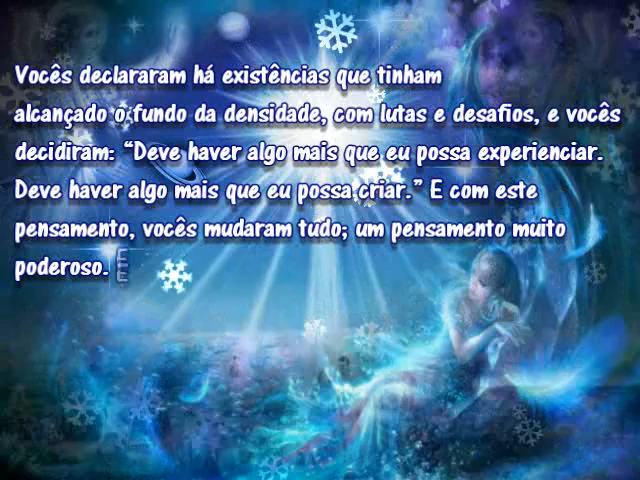 Vocês declararam há existências que tinham
alcançado o fundo da densidade, com lutas e desafios, e vocês
decidiram: “Deve haver algo mais que eu possa experienciar.
Deve haver algo mais que eu possa criar.” E com este
pensamento, vocês mudaram tudo; um pensamento muito
poderoso. E